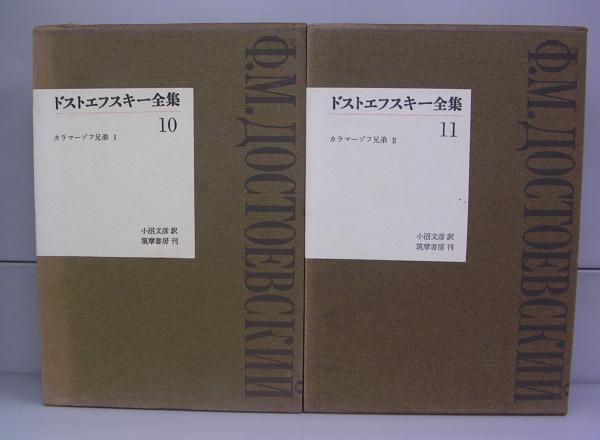 ドストエフスキー全集
10
カラマーゾフ兄弟 I
小沼文彦 訳
筑摩書房 刊
Ф.М.ДОСТОЕВСКИЙ
ドストエフスキー全集
11
カラマーゾフ兄弟 II
小沼文彦 訳
筑摩書房 刊
Ф.М.ДОСТОЕВСКИЙ